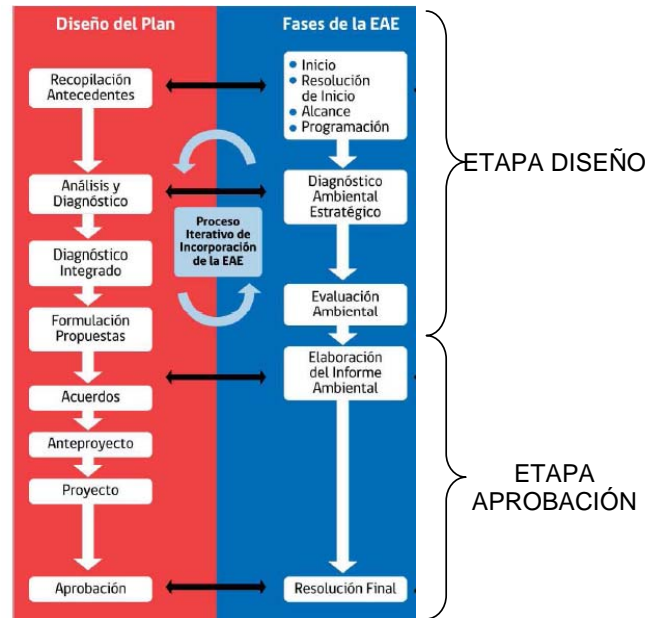 Diseño del Plan
Recopilación
Antecedentes
Análisis y
Diagnóstico
Diagnóstico
Integrado
Formulación
Propuestas
Acuerdos
Anteproyecto
Proyecto
Aprobación
Proceso
Iterativo de
Incorporación
de la EAE
Fases de la EAE
Inicio
Resolución
de Inicio
Alcance
Programación
Diagnóstico
Ambiental
Estratégico
Evaluación
Ambiental
Elaboración
del Informe
Ambiental
Resolución Final
ETAPA DISEÑO
ETAPA
APROBACIÓN